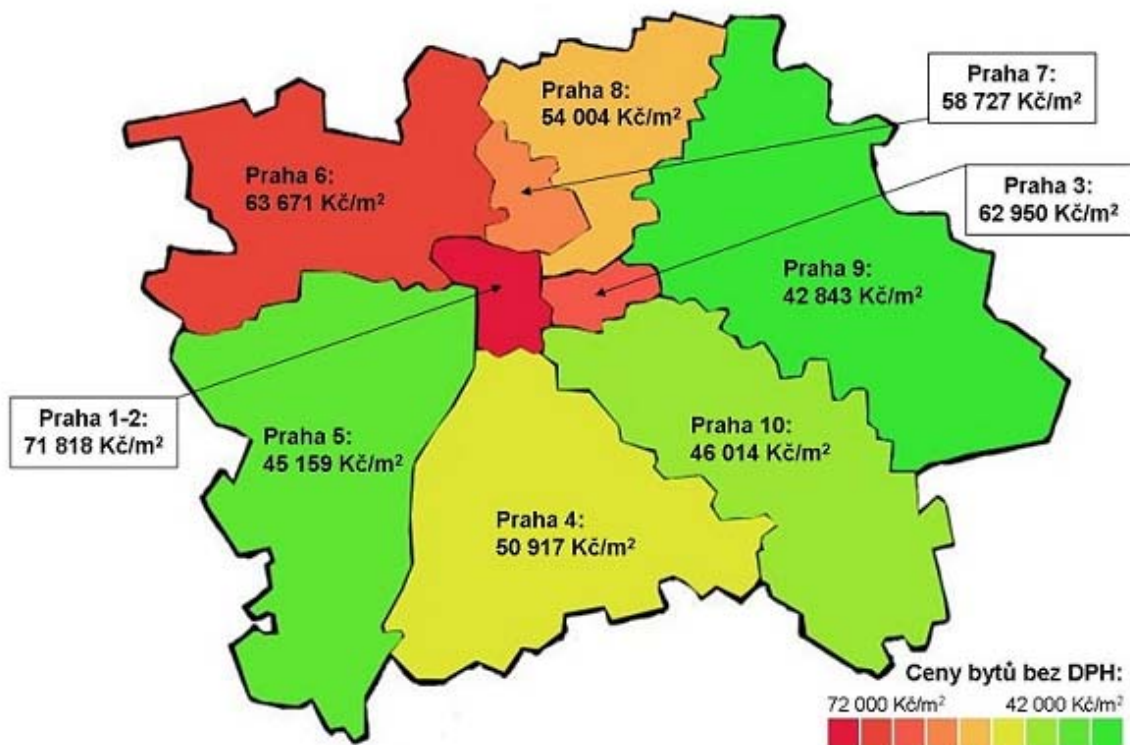 Praha 8:
54 004 Kč/m²
Praha 7:
58 727 Kč/m²
Praha 6:
63 671 Kč/m²
Praha 3:
62 950 Kč/m²
Praha 9:
42 843 Kč/m²
Praha 1-2:
71 818 Kč/m²
Praha 5:
45 159 Kč/m²
Praha 10:
46 014 Kč/m²
Praha 4:
50 917 Kč/m²
Ceny bytů bez DPH:
72 000 Kč/m² 42 000 Kč/m²